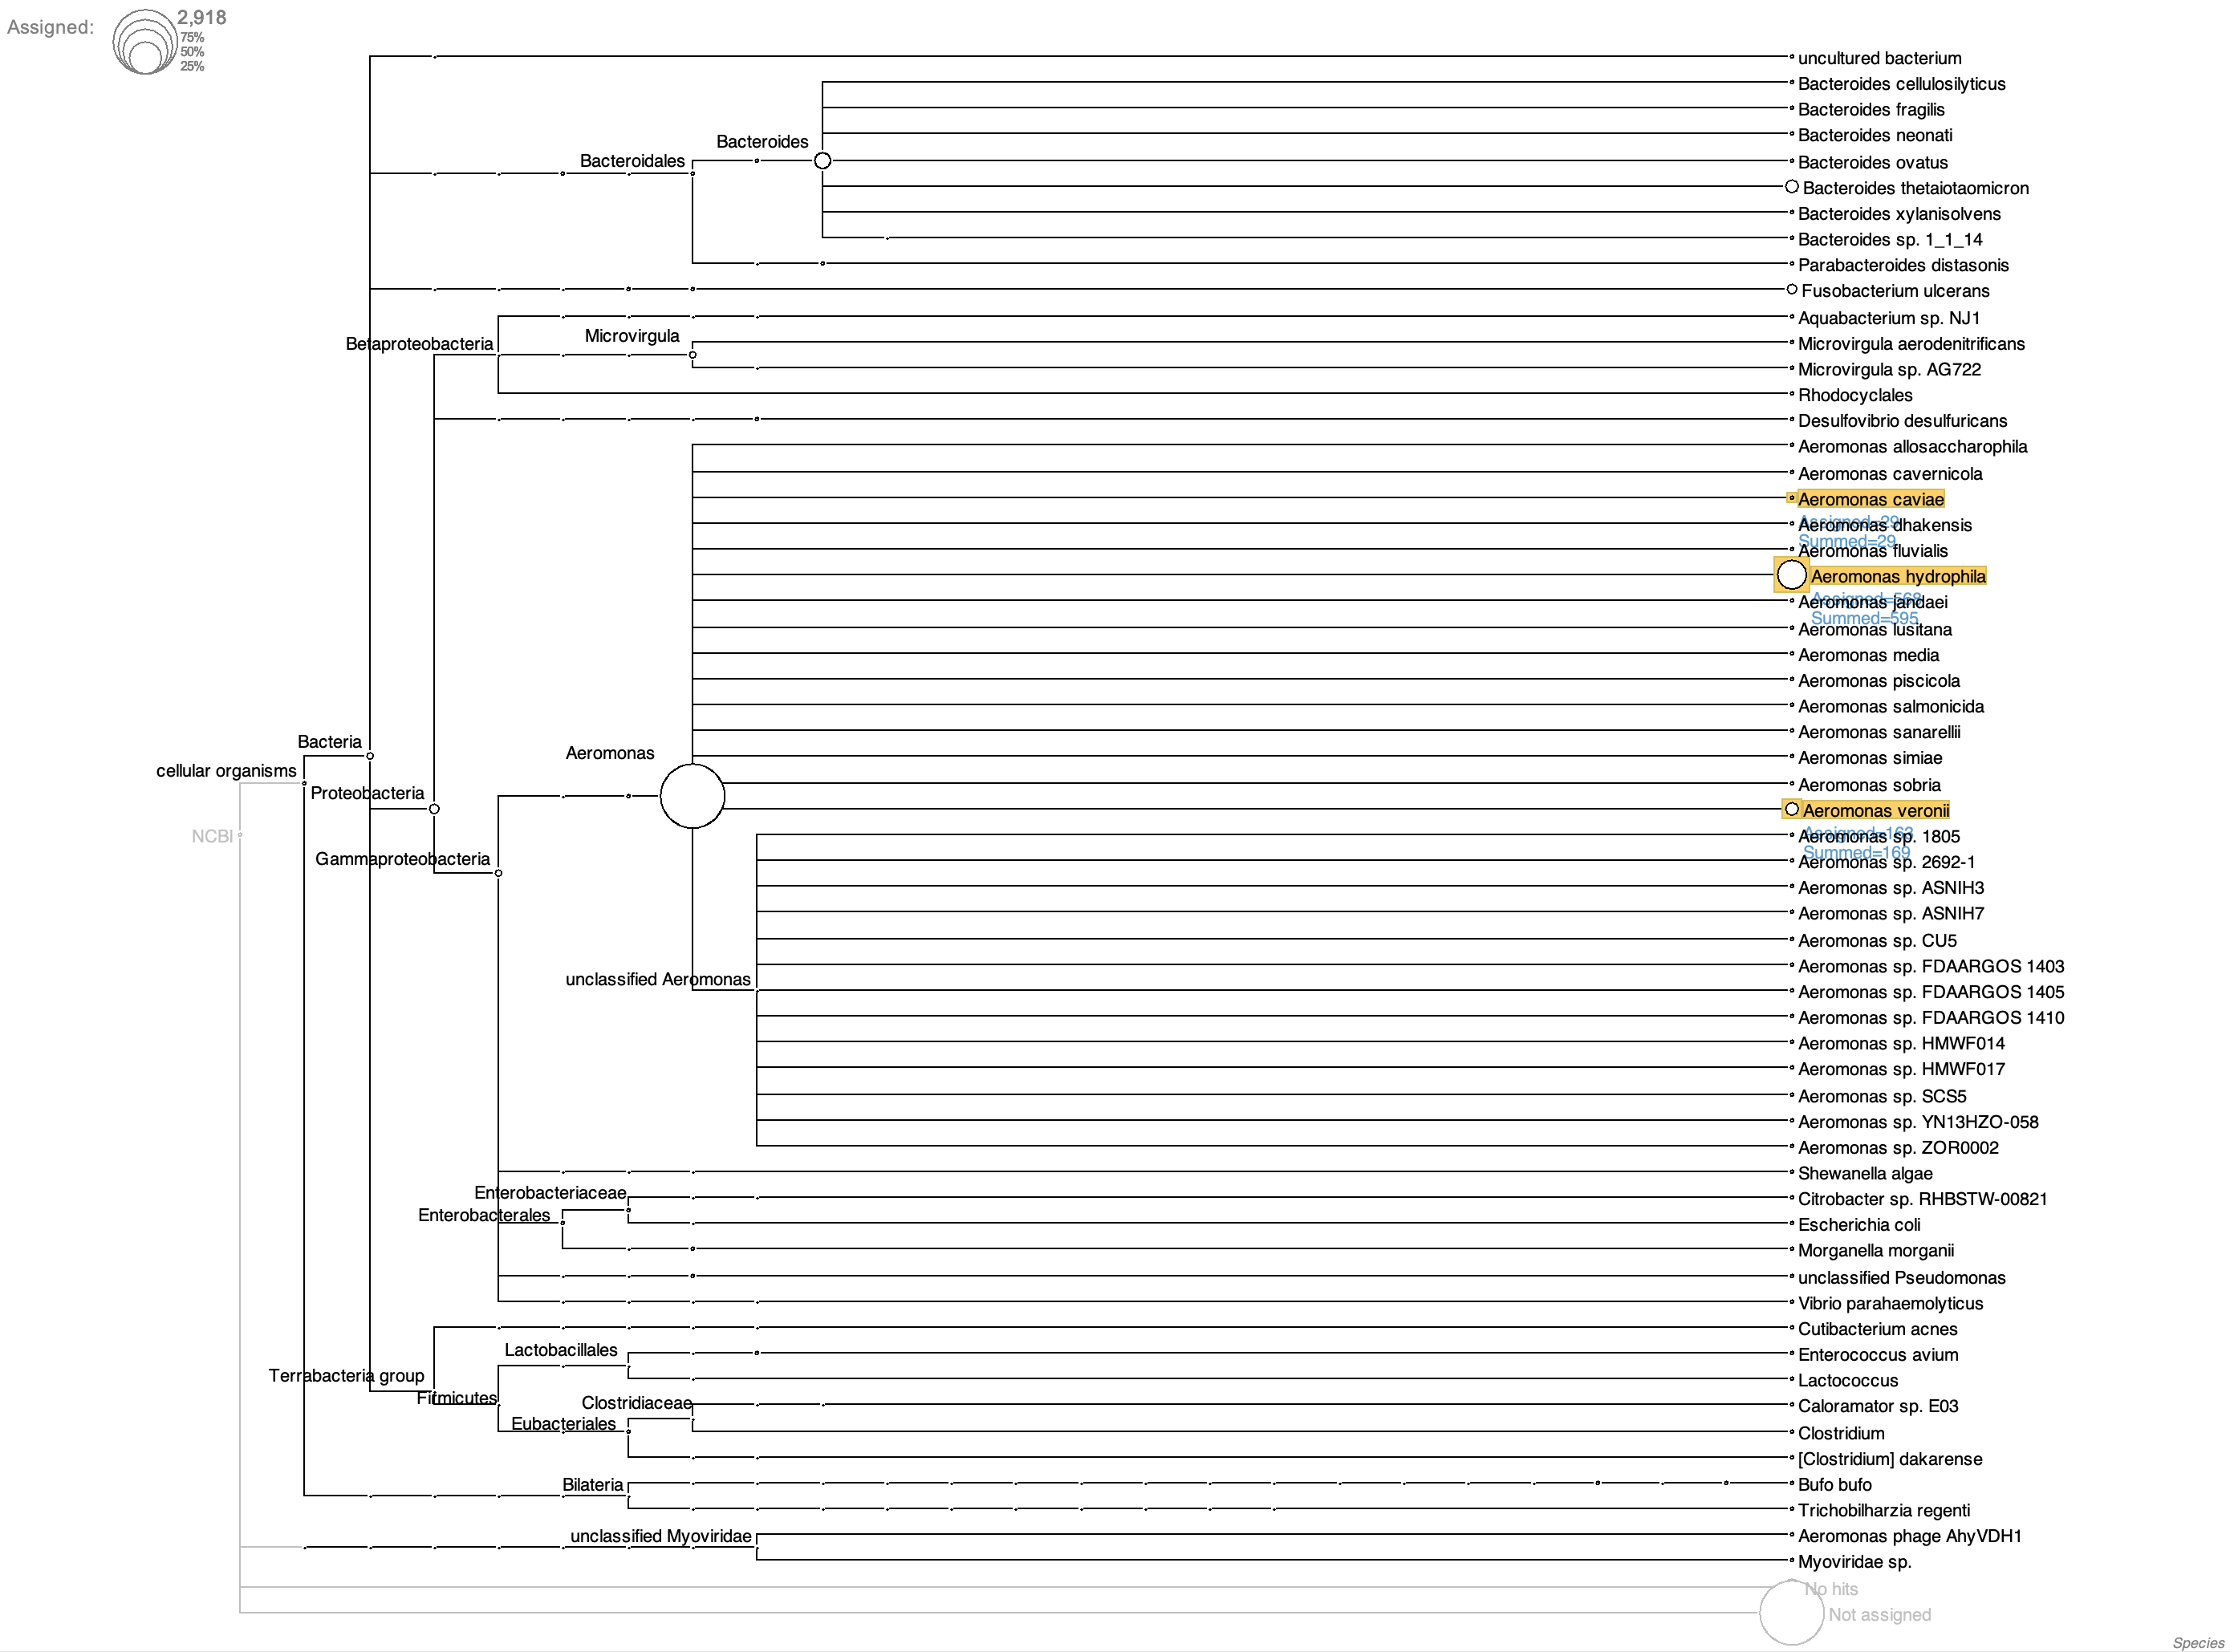 Assigned:
2,918
75%
50%
25%
uncultured bacterium
Bacteroides cellulosilyticus
Bacteroides fragilis
Bacteroides neonati
Bacteroides
Bacteroidales
Bacteroides ovatus
Bacteroides thetaiotaomicron
Bacteroides xylanisolvens
Bacteroides sp. 1_1_14
Parabacteroides distasonis
Fusobacterium ulcerans
Aquabacterium sp. NJ1
Microvirgula
Betaproteobacteria
Microvirgula aerodenitrificans
Microvirgula sp. AG722
Rhodocyclales
Desulfovibrio desulfuricans
Aeromonas allosaccharophila
Aeromonas cavernicola
Aeromonas caviae
Assigned=29
Aeromonas dhakensis
Summed=29
Aeromonas fluvialis
Aeromonas hydrophila
Assigned=568
Aeromonas jandaei
Summed=595
Aeromonas lusitana
Aeromonas media
Aeromonas piscicola
Aeromonas salmonicida
Aeromonas sanarellii
Bacteria
Aeromonas
Aeromonas simiae
cellular organisms
Aeromonas sobria
Proteobacteria
Aeromonas veronii
NCBI
Assigned=163
Aeromonas sp. 1805
Summed=169
Gammaproteobacteria
Aeromonas sp. 2692-1
Aeromonas sp. ASNIH3
Aeromonas sp. ASNIH7
Aeromonas sp. CU5
Aeromonas sp. FDAARGOS 1403
unclassified Aeromonas
Aeromonas sp. FDAARGOS 1405
Aeromonas sp. FDAARGOS 1410
Aeromonas sp. HMWF014
Aeromonas sp. HMWF017
Aeromonas sp. SCS5
Aeromonas sp. YN13HZO-058
Aeromonas sp. ZOR0002
Shewanella algae
Enterobacteriaceae
Citrobacter sp. RHBSTW-00821
Enterobacterales
Escherichia coli
Morganella morganii
unclassified Pseudomonas
Vibrio parahaemolyticus
Cutibacterium acnes
Lactobacillales
Enterococcus avium
Terrabacteria group
Lactococcus
Firmicutes
Clostridiaceae
Caloramator sp. E03
Eubacteriales
Clostridium
[Clostridium] dakarense
Bilateria
Bufo bufo
Trichobilharzia regenti
unclassified Myoviridae
Aeromonas phage AhyVDH1
Myoviridae sp.
No hits
Not assigned
Species